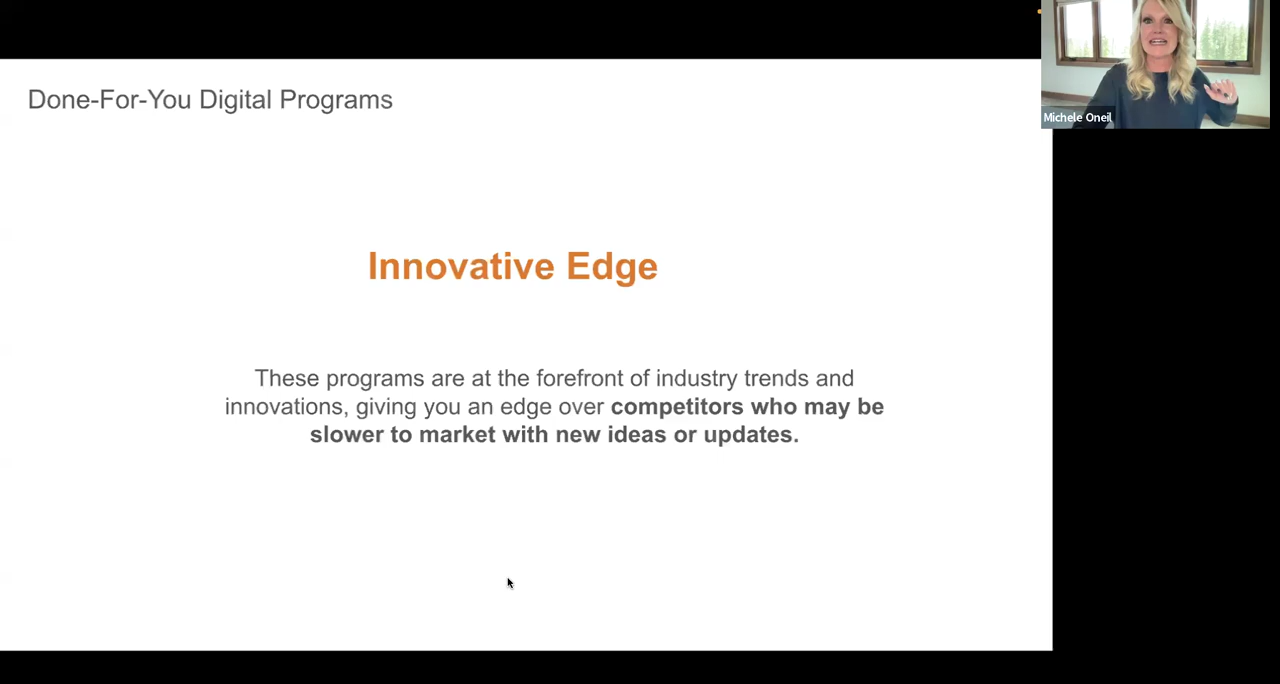 Done-For-You Digital Programs
Michele Oneil
Innovative Edge
These programs are at the forefront of industry trends and
innovations, giving you an edge over competitors who may be
slower to market with new ideas or updates.